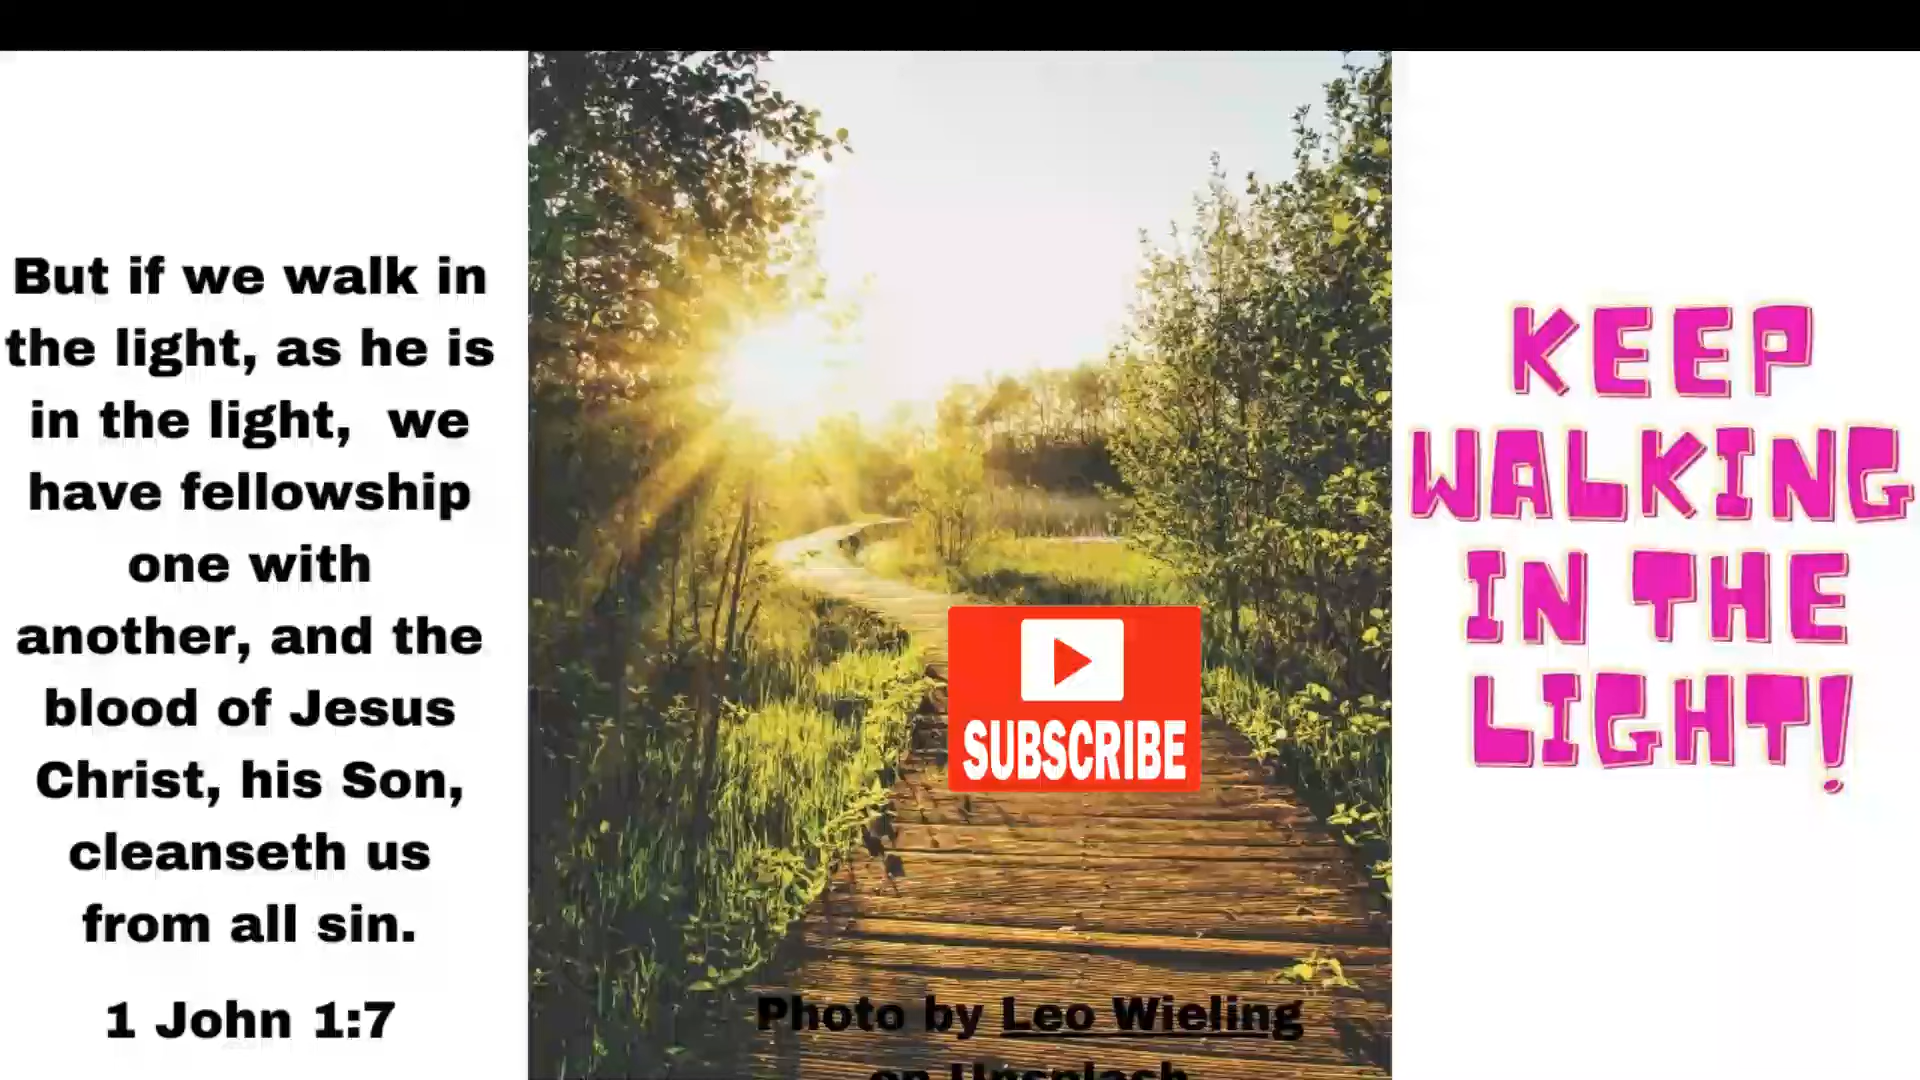 But if we walk in
the light, as he is
in the light,  we
have fellowship
one with
another, and the
blood of Jesus
Christ, his Son,
cleanseth us
from all sin.
1 John 1:7
SUBSCRIBE
Photo by Leo Wieling
on Unsplash
KEEP
WALKING
IN THE
LIGHT!